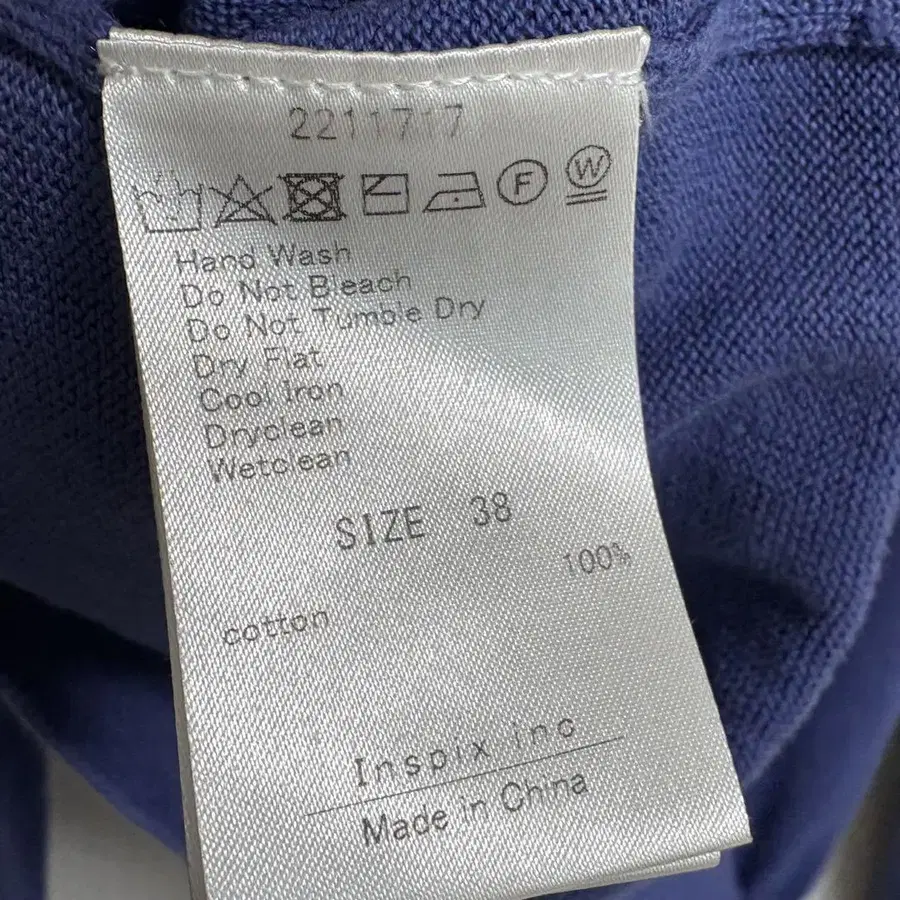 2211717
F W
Hand Wash
Do Not Bleach
Do Not Tumble Dry
Dry Flat
Cool Iron
Dryclean
Wetclean
SIZE 38
100%
cotton
Inspix inc
Made in China